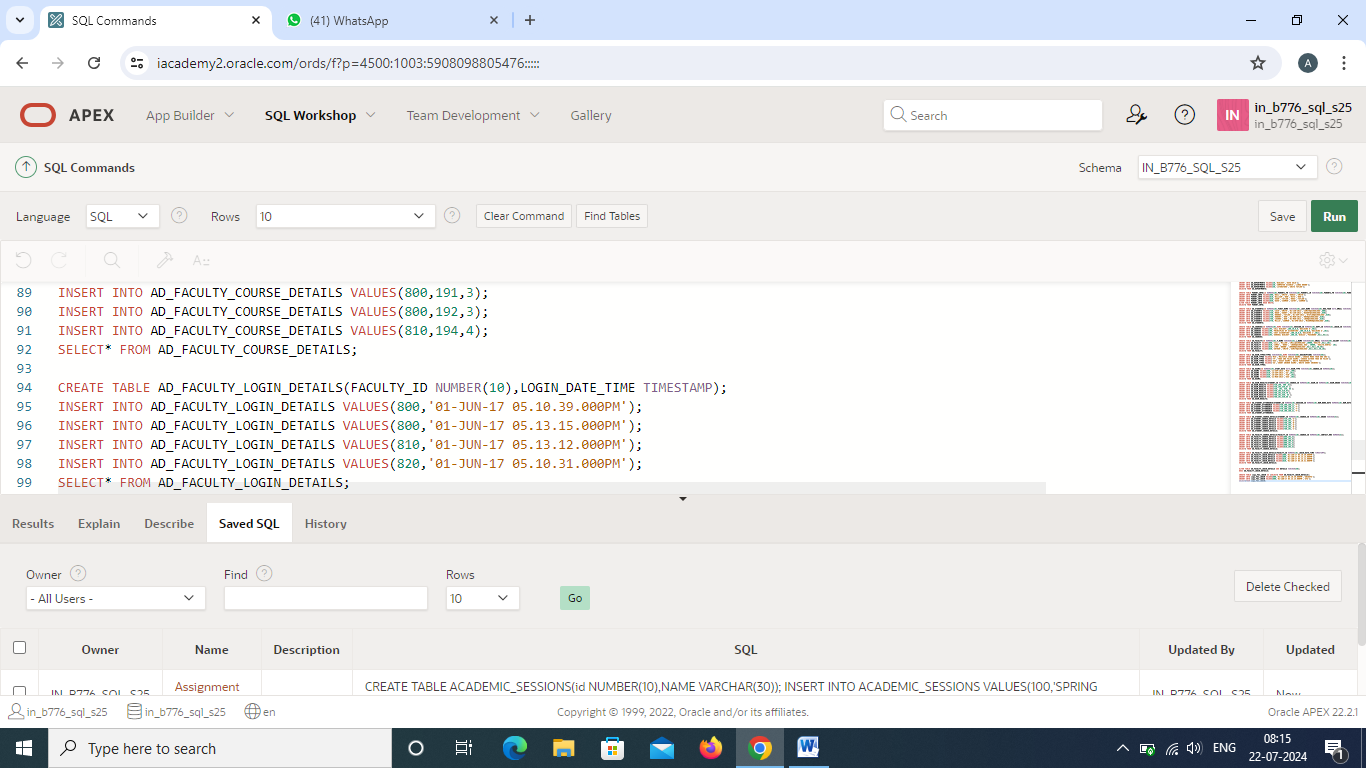 SQL Commands
(41) WhatsApp
iacademy2.oracle.com/ords/f?p=4500:1003:5908098805476:::::
A
APEX
App Builder
SQL Workshop
Team Development
Gallery
Search
IN
in_b776_sql_s25
in_b776_sql_s25
SQL Commands
Schema
IN_B776_SQL_S25
Language
SQL
Rows
10
Clear Command
Find Tables
Save
Run
89 INSERT INTO AD_FACULTY_COURSE_DETAILS VALUES(800,191,3);
90 INSERT INTO AD_FACULTY_COURSE_DETAILS VALUES(800,192,3);
91 INSERT INTO AD_FACULTY_COURSE_DETAILS VALUES(810,194,4);
92 SELECT* FROM AD_FACULTY_COURSE_DETAILS;
93
94 CREATE TABLE AD_FACULTY_LOGIN_DETAILS(FACULTY_ID NUMBER(10),LOGIN_DATE_TIME TIMESTAMP);
95 INSERT INTO AD_FACULTY_LOGIN_DETAILS VALUES(800,'01-JUN-17 05.10.39.000PM');
96 INSERT INTO AD_FACULTY_LOGIN_DETAILS VALUES(800,'01-JUN-17 05.13.15.000PM');
97 INSERT INTO AD_FACULTY_LOGIN_DETAILS VALUES(810,'01-JUN-17 05.13.12.000PM');
98 INSERT INTO AD_FACULTY_LOGIN_DETAILS VALUES(820,'01-JUN-17 05.10.31.000PM');
99 SELECT* FROM AD_FACULTY_LOGIN_DETAILS;
Results
Explain
Describe
Saved SQL
History
Owner
Find
Rows
- All Users -
10
Go
Delete Checked
Owner
Name
Description
SQL
Updated By
Updated
IN_B776_SQL_S25
Assignment
CREATE TABLE ACADEMIC_SESSIONS(id NUMBER(10),NAME VARCHAR(30)); INSERT INTO ACADEMIC_SESSIONS VALUES(100,'SPRING
IN_B776_SQL_S25
Now
in_b776_sql_s25
in_b776_sql_s25
en
Copyright © 1999, 2022, Oracle and/or its affiliates.
Oracle APEX 22.2.1
Type here to search
ENG
08:15
22-07-2024
1